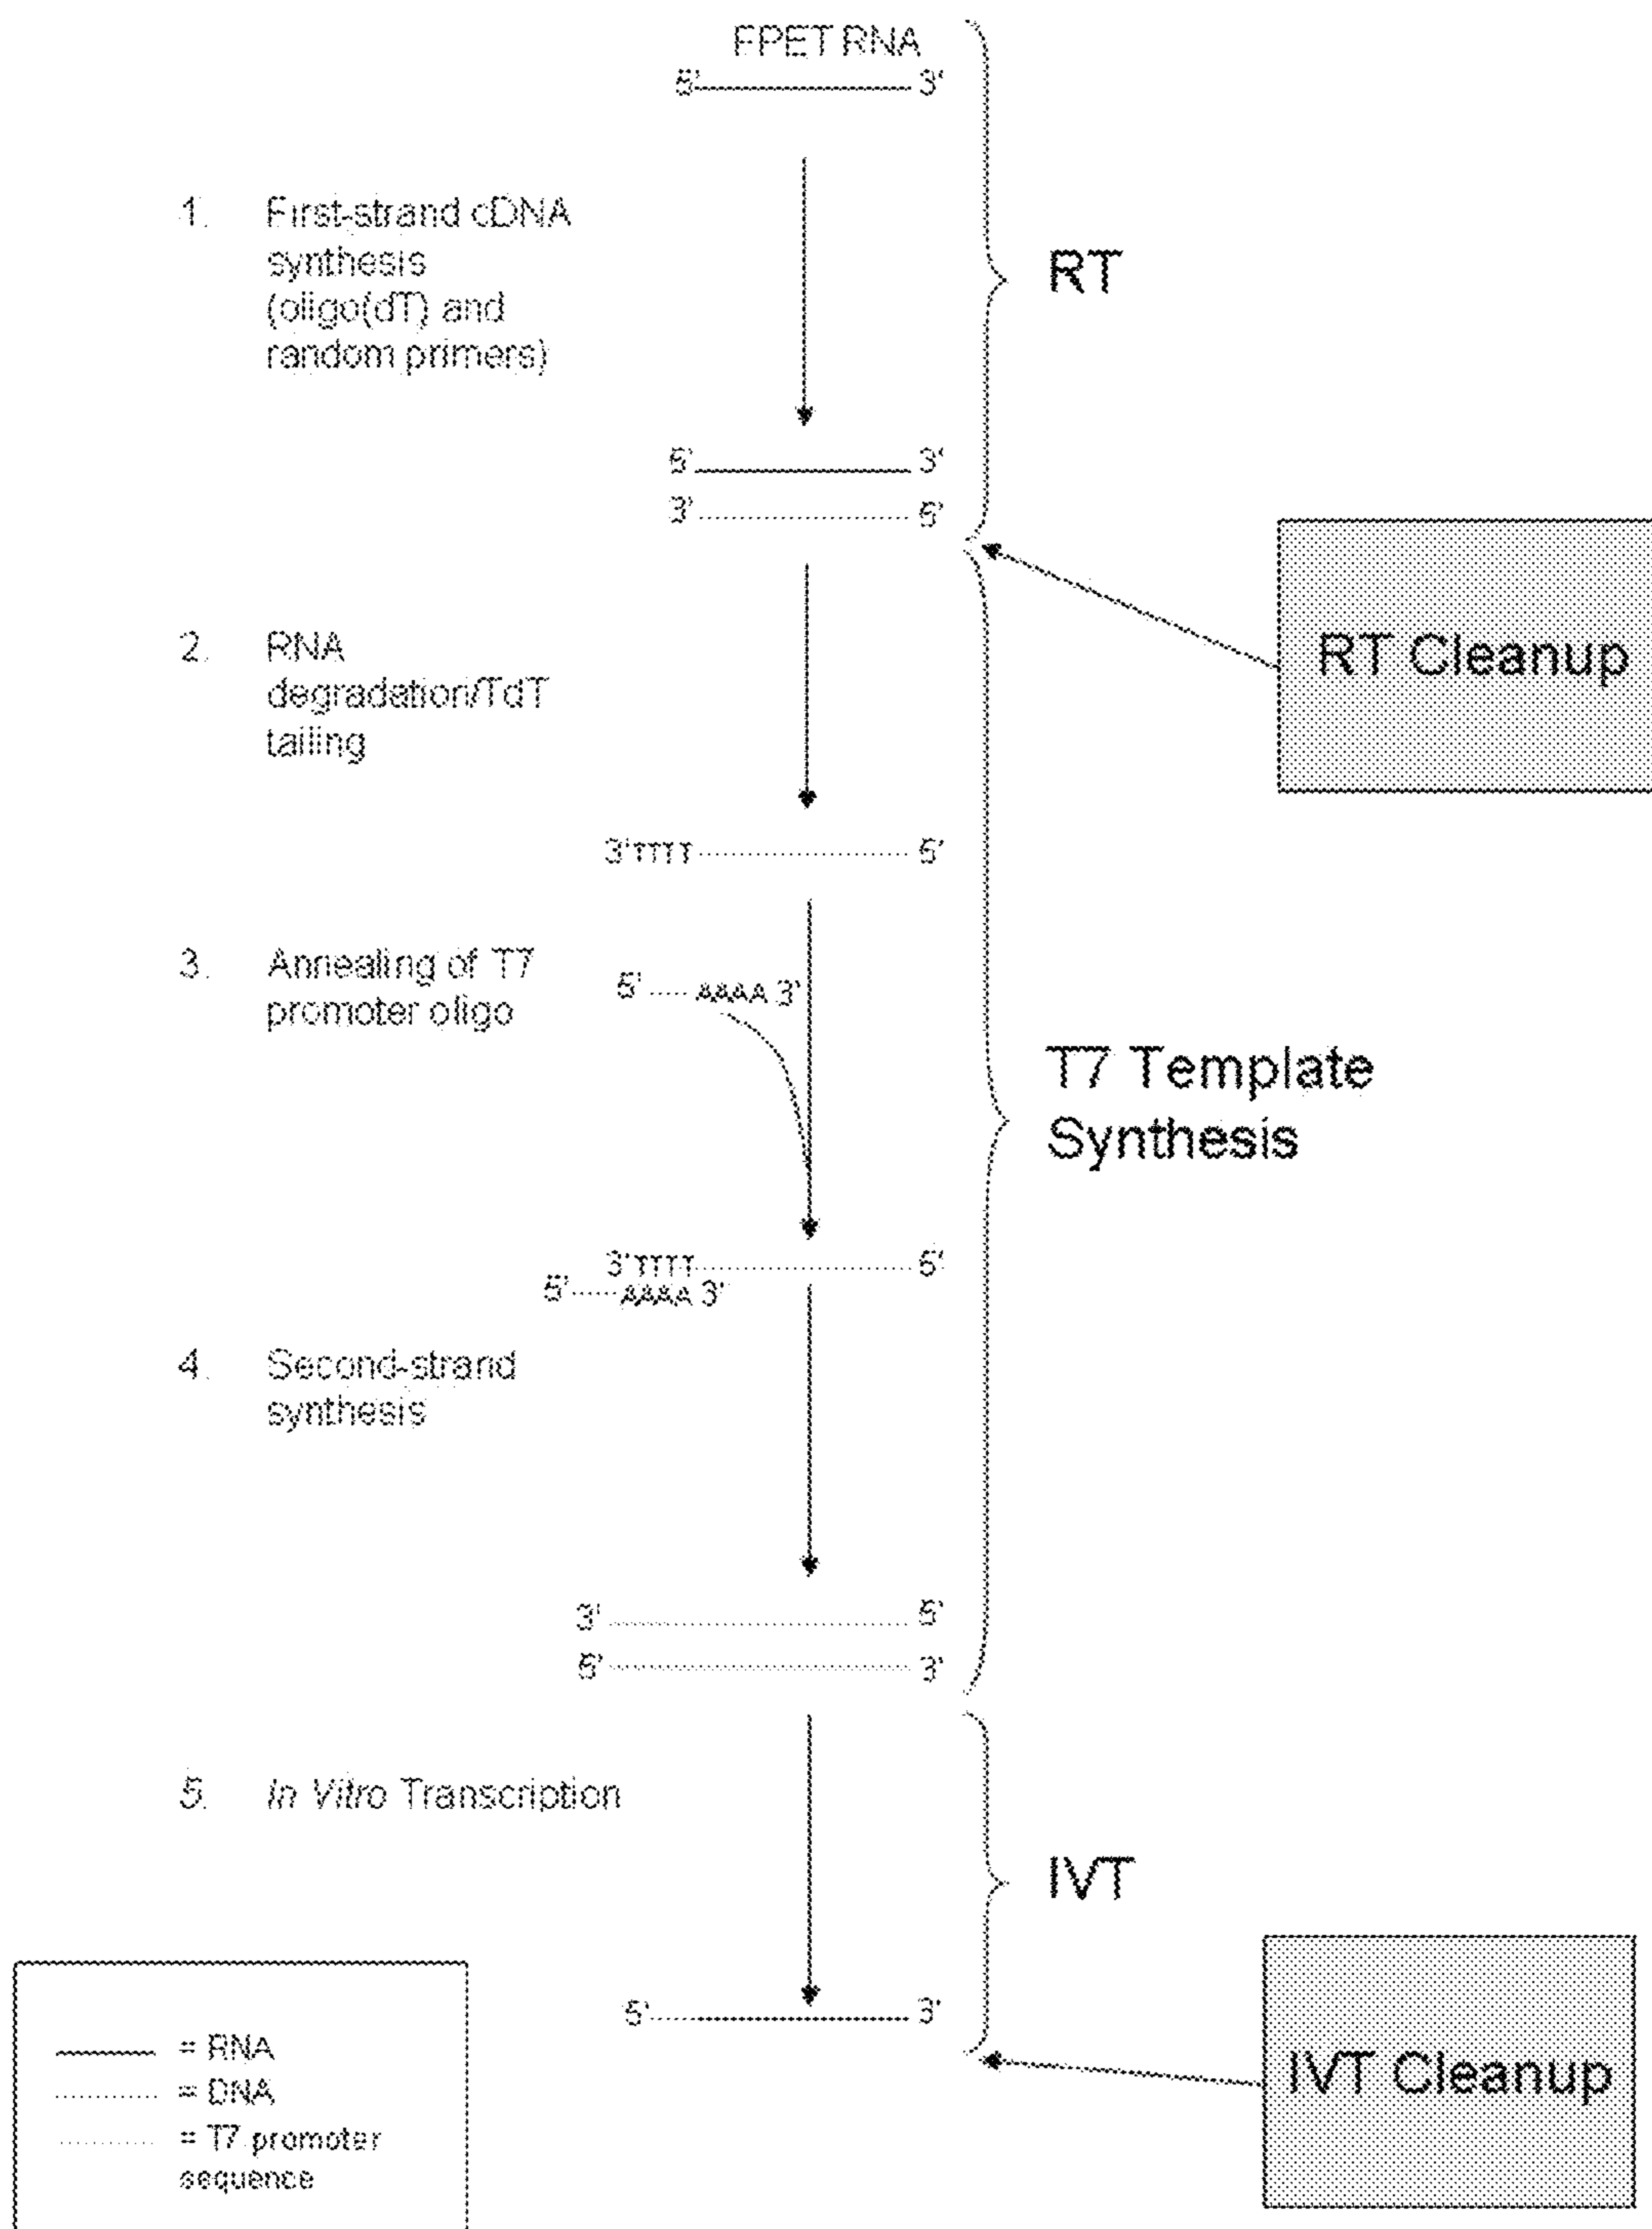 FPET RNA
5' 3'
1. First-strand cDNA
synthesis
(oligo(dT) and
random primers)
RT
5' 3'
3' 5'
RT Cleanup
2. RNA
degradation/TdT
tailing
3'TTTT 5'
3. Annealing of T7
promoter oligo
5' AAAA 3'
T7 Template
Synthesis
3'TTTT 5'
5' AAAA 3'
4. Second-strand
synthesis
3' 5'
5' 3'
5. In Vitro Transcription
IVT
5' 3'
IVT Cleanup
= RNA
= DNA
= T7 promoter
sequence